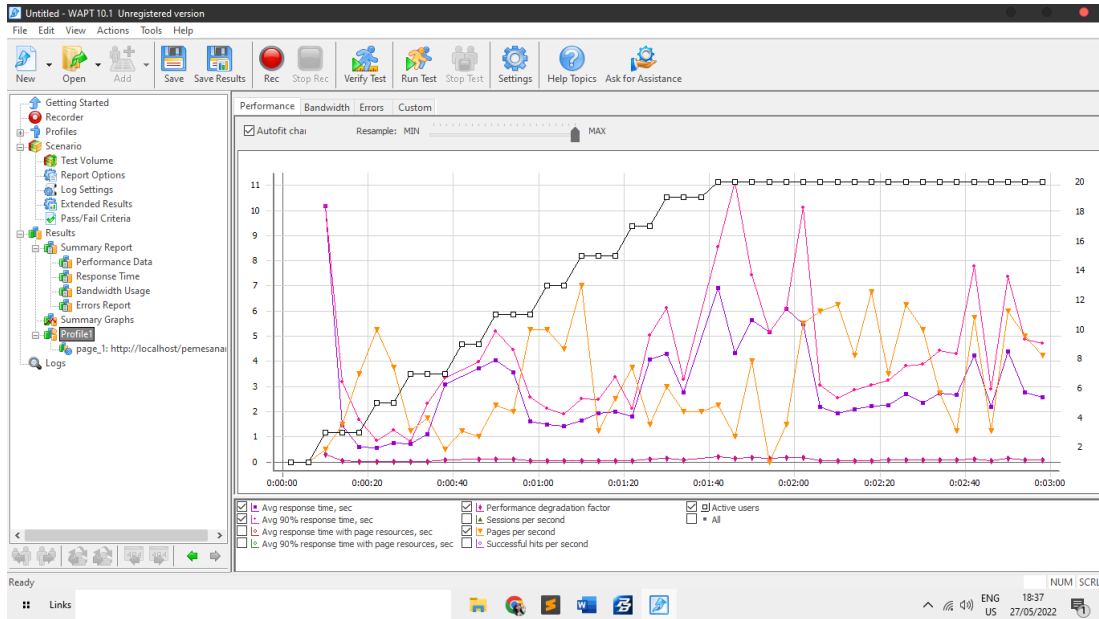 Untitled - WAPT 10.1 Unregistered version
File Edit View Actions Tools Help
New Open Add Save Save Results Rec Stop Rec Verify Test Run Test Stop Test Settings Help Topics Ask for Assistance
Getting Started
Recorder
Profiles
Scenario
Test Volume
Report Options
Log Settings
Extended Results
Pass/Fail Criteria
Results
Summary Report
Performance Data
Response Time
Bandwidth Usage
Errors Report
Summary Graphs
Profile1
page_1: http://localhost/pemesanar
Logs
Performance Bandwidth Errors Custom
Autofit char Resample: MIN MAX
11 20
10 18
9 16
8 14
7 12
6
5 10
4 8
3 6
2 4
1 2
0
0:00:00 0:00:20 0:00:40 0:01:00 0:01:20 0:01:40 0:02:00 0:02:20 0:02:40 0:03:00
Avg response time, sec
Avg 90% response time, sec
Avg response time with page resources, sec
Avg 90% response time with page resources, sec
Performance degradation factor
Sessions per second
Pages per second
Successful hits per second
Active users
All
Ready NUM SCRL
Links
ENG 18:37
US 27/05/2022
1